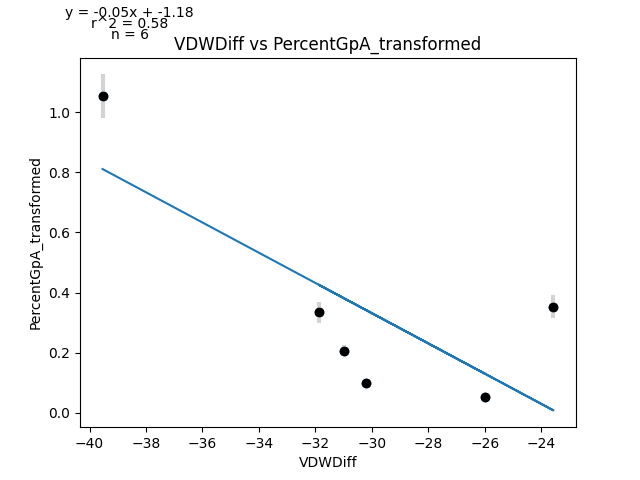 y = -0.05x + -1.18
r^2 = 0.58
n = 6
VDWDiff vs PercentGpA_transformed
PercentGpA_transformed
1.0
0.8
0.6
0.4
0.2
0.0
−40 −38 −36 −34 −32 −30 −28 −26 −24
VDWDiff